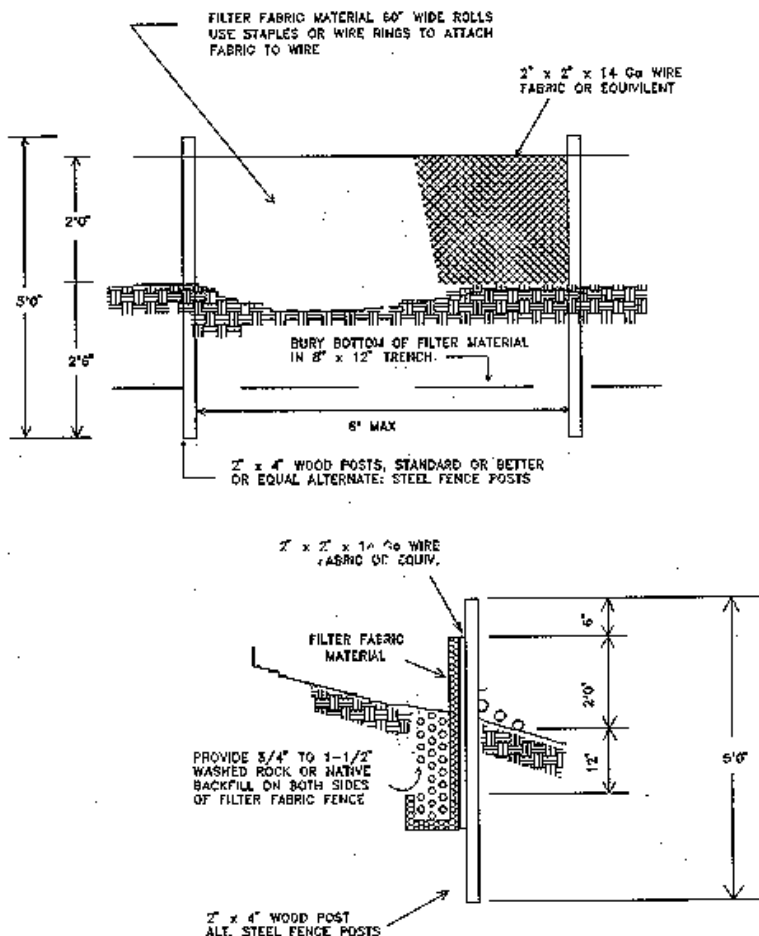 FILTER FABRIC MATERIAL 60" WIDE ROLLS
USE STAPLES OR WIRE RINGS TO ATTACH
FABRIC TO WIRE
2" x 2" x 14 Ga WIRE
FABRIC OR EQUIVILENT
2'0"
5'0"
2'6"
BURY BOTTOM OF FILTER MATERIAL
IN 8" x 12" TRENCH.
6' MAX
2" x 4" WOOD POSTS, STANDARD OR BETTER
OR EQUAL ALTERNATE: STEEL FENCE POSTS
2" x 2" x 14 Ga WIRE
FABRIC OR EQUIV.
6"
FILTER FABRIC
MATERIAL
2'0"
PROVIDE 3/4" TO 1-1/2"
WASHED ROCK OR NATIVE
BACKFILL ON BOTH SIDES
OF FILTER FABRIC FENCE
12"
5'0"
2" x 4" WOOD POST
ALT. STEEL FENCE POSTS